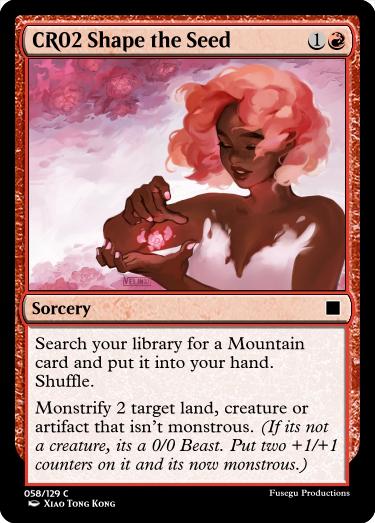 CR02 Shape the Seed 1
VELIN
Sorcery
Search your library for a Mountain
card and put it into your hand.
Shuffle.
Monstrify 2 target land, creature or
artifact that isn't monstrous. (If its not
a creature, its a 0/0 Beast. Put two +1/+1
counters on it and its now monstrous.)
058/129 C
Fusegu Productions
XIAO TONG KONG